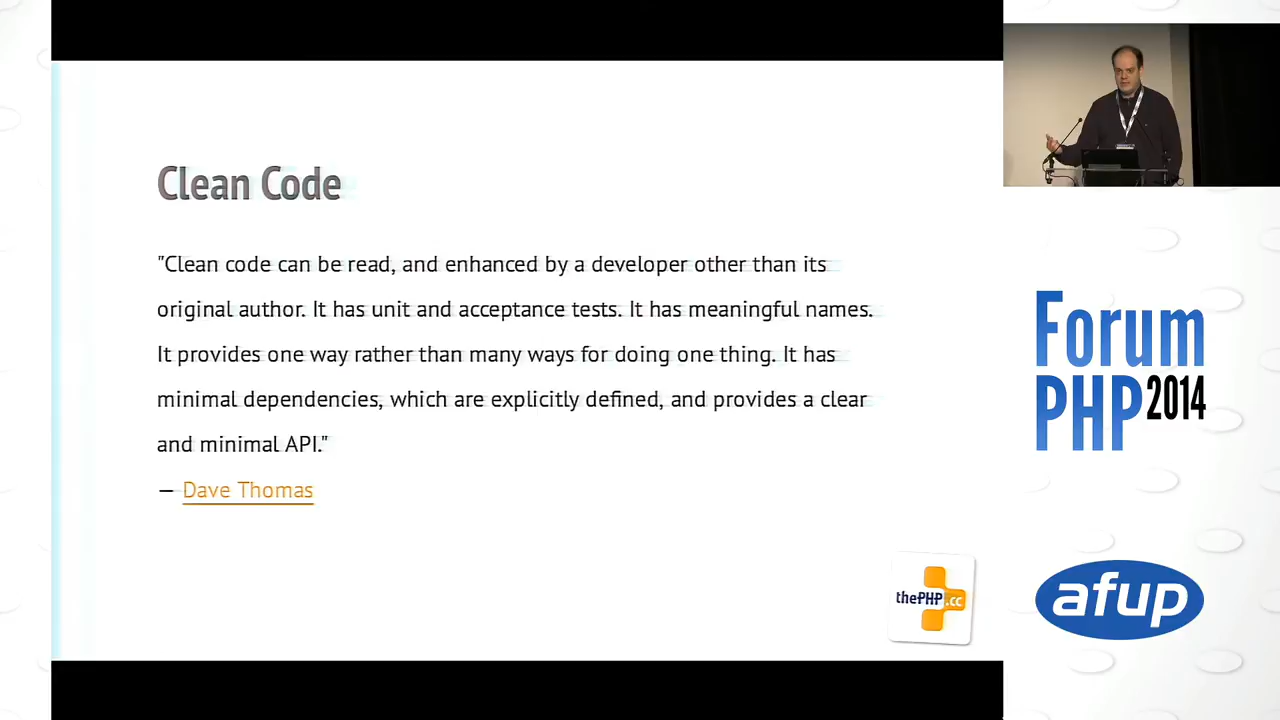 Clean Code
"Clean code can be read, and enhanced by a developer other than its
original author. It has unit and acceptance tests. It has meaningful names.
It provides one way rather than many ways for doing one thing. It has
minimal dependencies, which are explicitly defined, and provides a clear
and minimal API."
— Dave Thomas
thePHP.cc
Forum
PHP 2014
afup